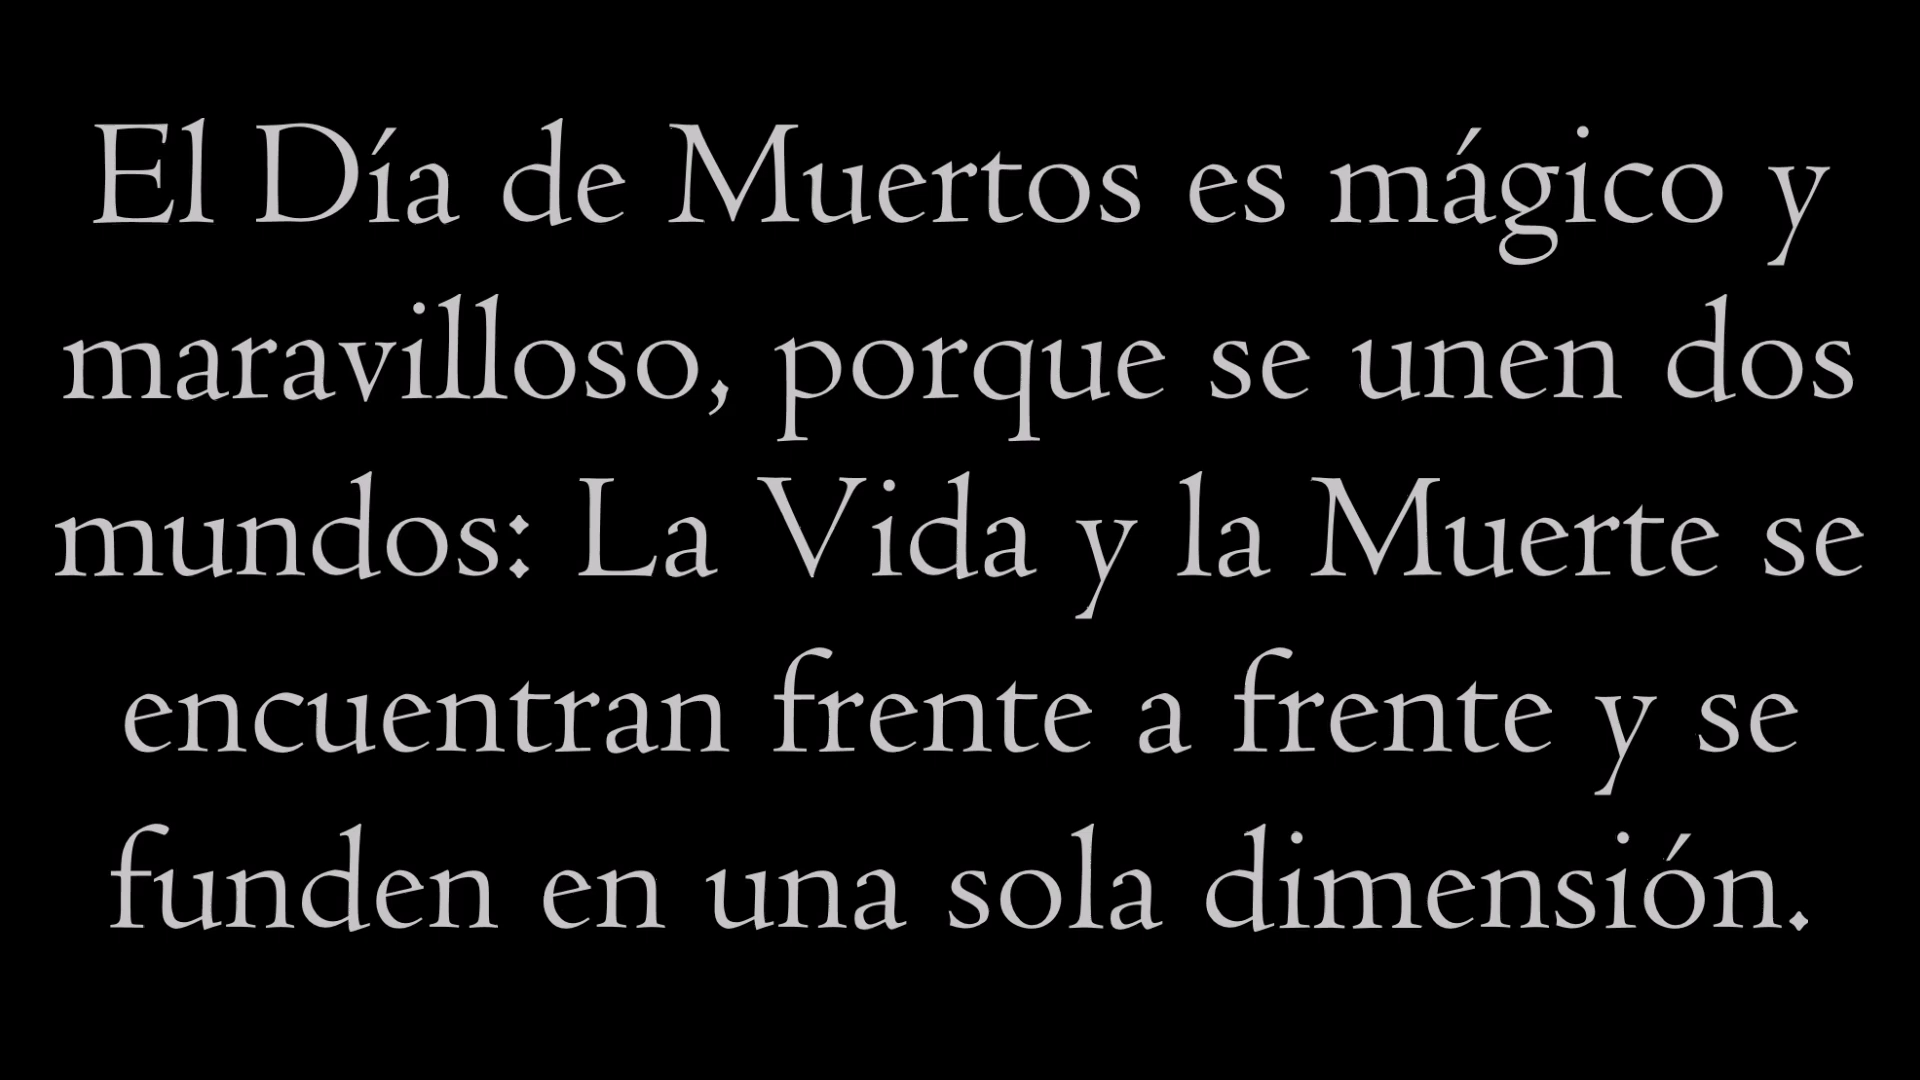 El Día de Muertos es mágico y
maravilloso, porque se unen dos
mundos: La Vida y la Muerte se
encuentran frente a frente y se
funden en una sola dimensión.